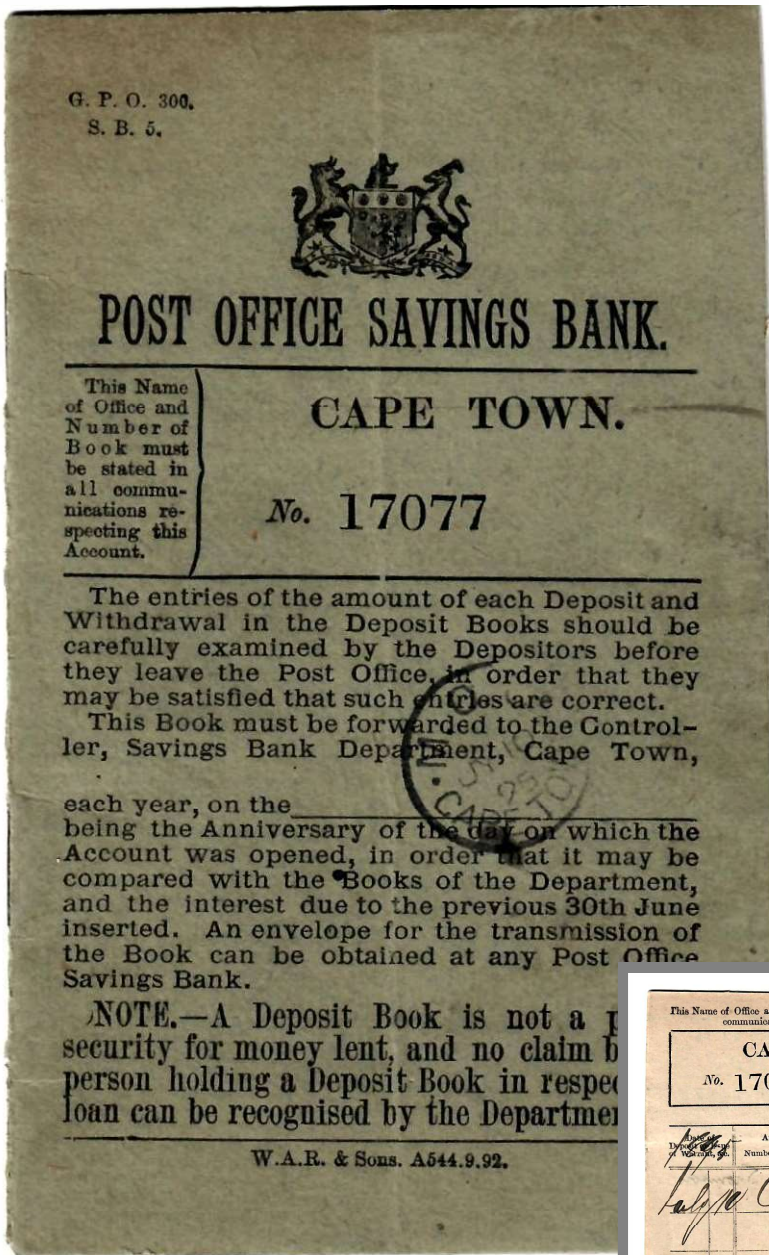 G. P. O. 300.
S. B. 5.
POST OFFICE SAVINGS BANK.
This Name
of Office and
Number of
Book must
be stated in
all commu-
nications re-
specting this
Account.
CAPE TOWN.
No. 17077
The entries of the amount of each Deposit and
Withdrawal in the Deposit Books should be
carefully examined by the Depositors before
they leave the Post Office, in order that they
may be satisfied that such entries are correct.
This Book must be forwarded to the Control-
ler, Savings Bank Department, Cape Town,
each year, on the
being the Anniversary of the day on which the
Account was opened, in order that it may be
compared with the Books of the Department,
and the interest due to the previous 30th June
inserted. An envelope for the transmission of
the Book can be obtained at any Post Office
Savings Bank.
NOTE.—A Deposit Book is not a
security for money lent, and no claim
person holding a Deposit Book in
loan can be recognised by the
W.A.R. & Sons. A544.9.92.
This Name of Office
No.